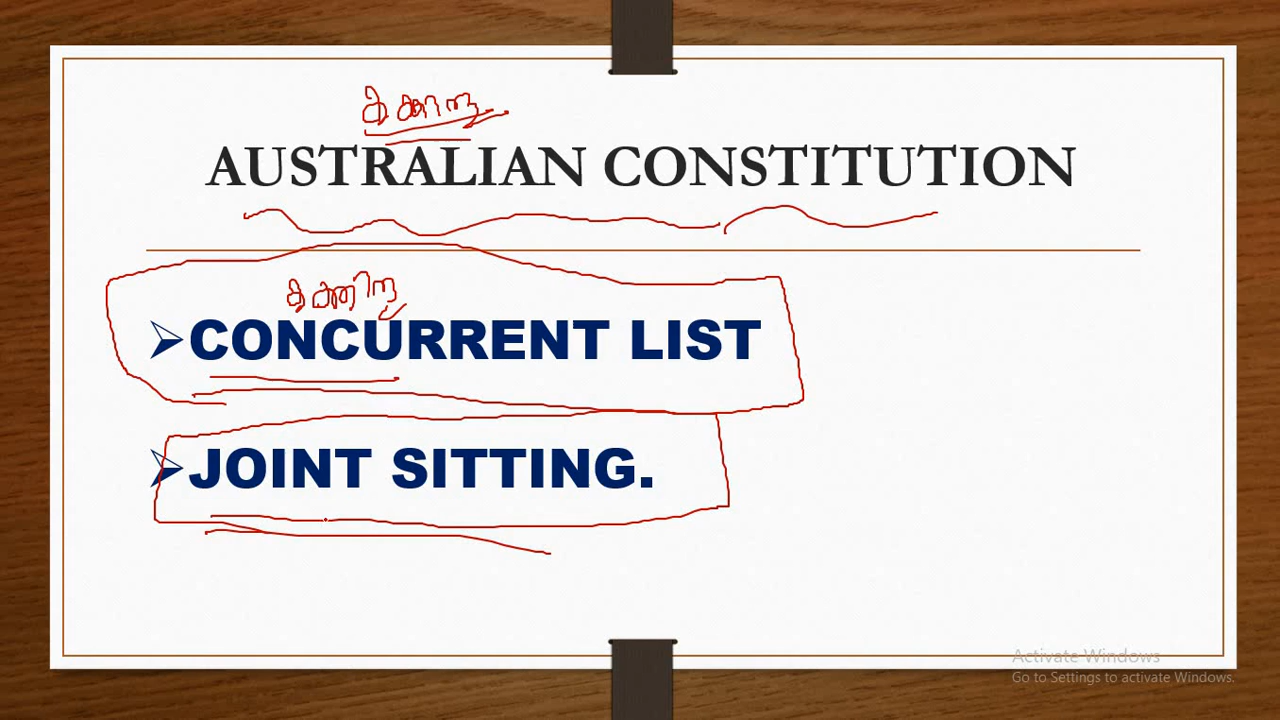 AUSTRALIAN CONSTITUTION
CONCURRENT LIST
JOINT SITTING.
Activate Windows
Go to Settings to activate Windows.